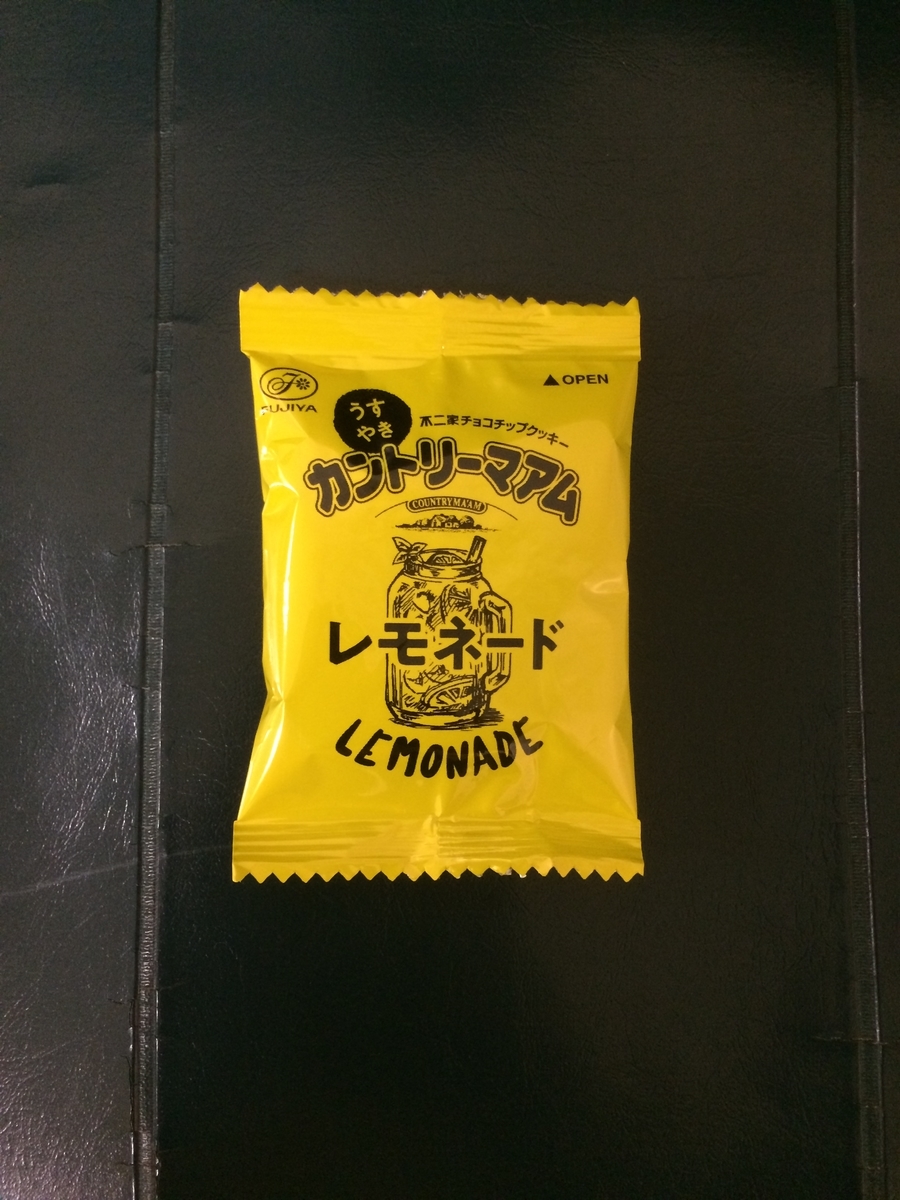 FUJIYA
▲OPEN
うす
やき
不二家チョコチップクッキー
カントリーマアム
COUNTRY MA'AM
レモネード
LEMONADE